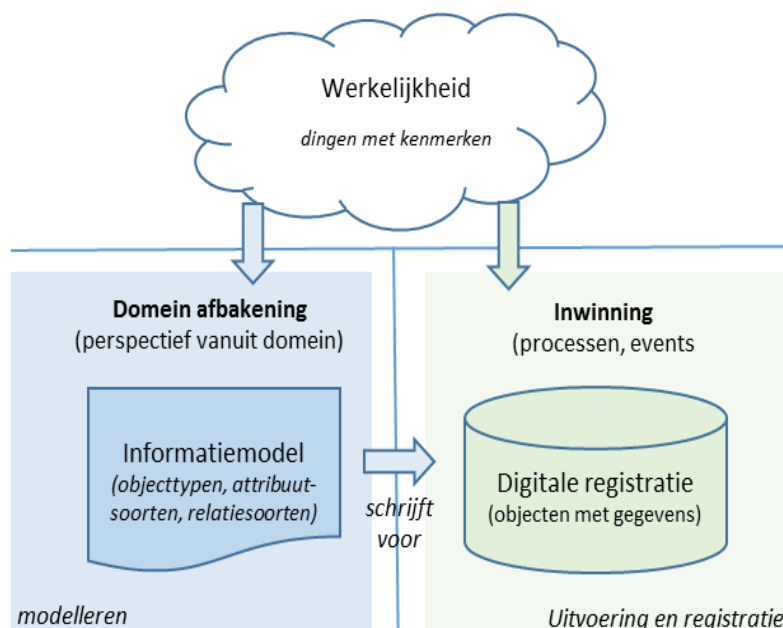 Werkelijkheid
dingen met kenmerken
Domein afbakening
(perspectief vanuit domein)
Informatiemodel
(objecttypen, attribuut-
soorten, relatiesoorten)
modelleren
schrijft
voor
Inwinning
(processen, events
Digitale registratie
(objecten met gegevens)
Uitvoering en registratie